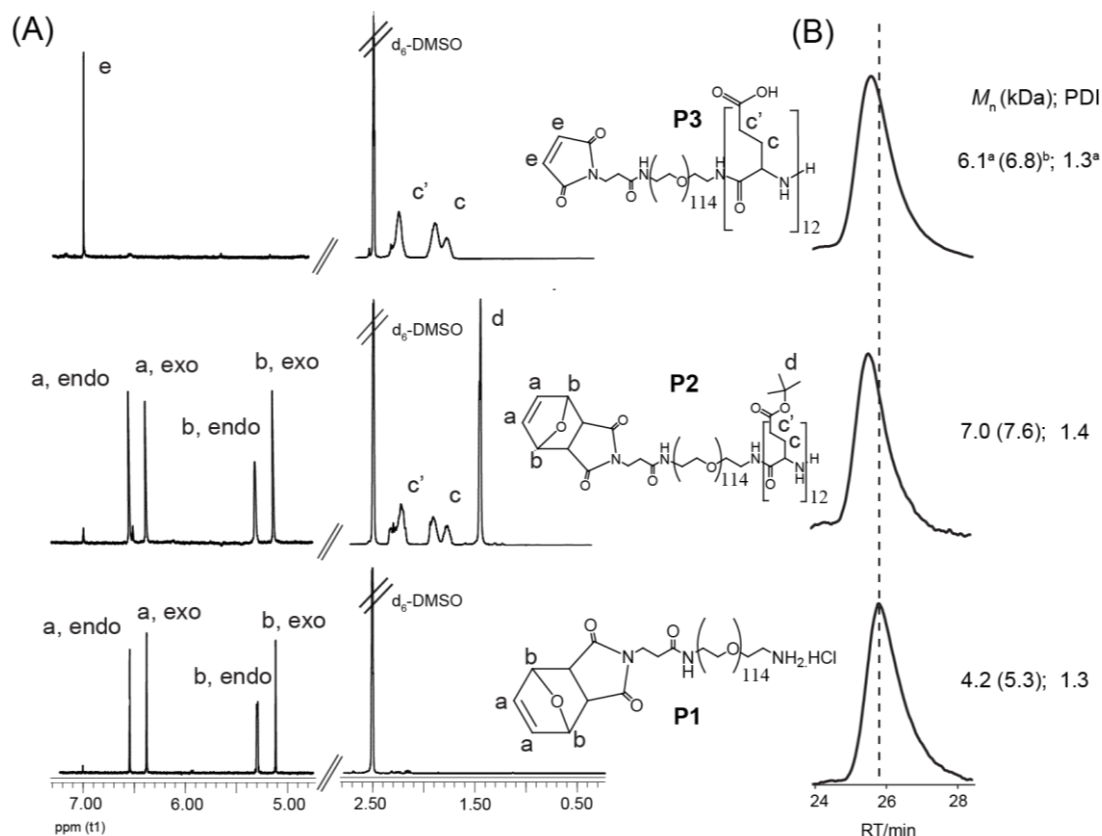 (A)
(B)
e
d6-DMSO
c'
c
P3
e
e
O
O
N
O
H
N
( O )
114
H
N
O
OH
c'
c
O
N
H
H
12
Mn (kDa); PDI
6.1a (6.8)b; 1.3a
a, endo
a, exo
b, endo
b, exo
d6-DMSO
c'
c
d
P2
a
a
b
b
O
O
O
N
O
H
N
( O )
114
H
N
O
d
O
O
c'
c
N
H
H
12
7.0 (7.6); 1.4
a, endo
a, exo
b, endo
b, exo
d6-DMSO
P1
b
a
a
b
O
O
O
N
O
N
H
( O )
114
NH2.HCl
4.2 (5.3); 1.3
7.00 6.00 5.00 2.50 1.50 0.50
ppm (t1)
24 26 28
RT/min